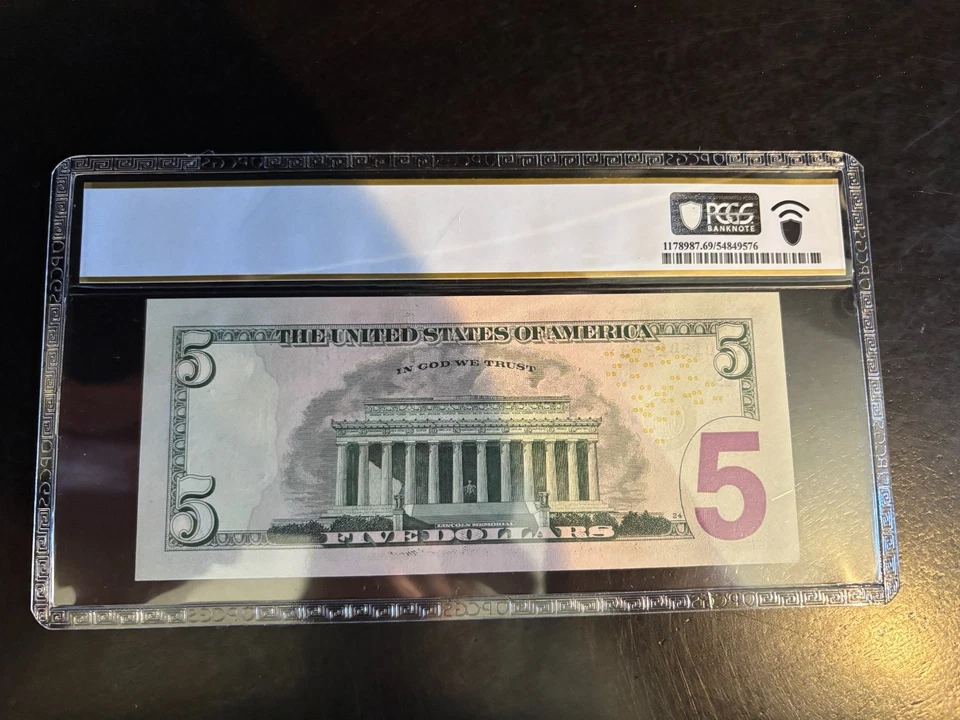 PCGS
BANKNOTE
1178987.69/54849576
5 THE UNITED STATES OF AMERICA 5
IN GOD WE TRUST
5
24
LINCOLN MEMORIAL
5 FIVE DOLLARS